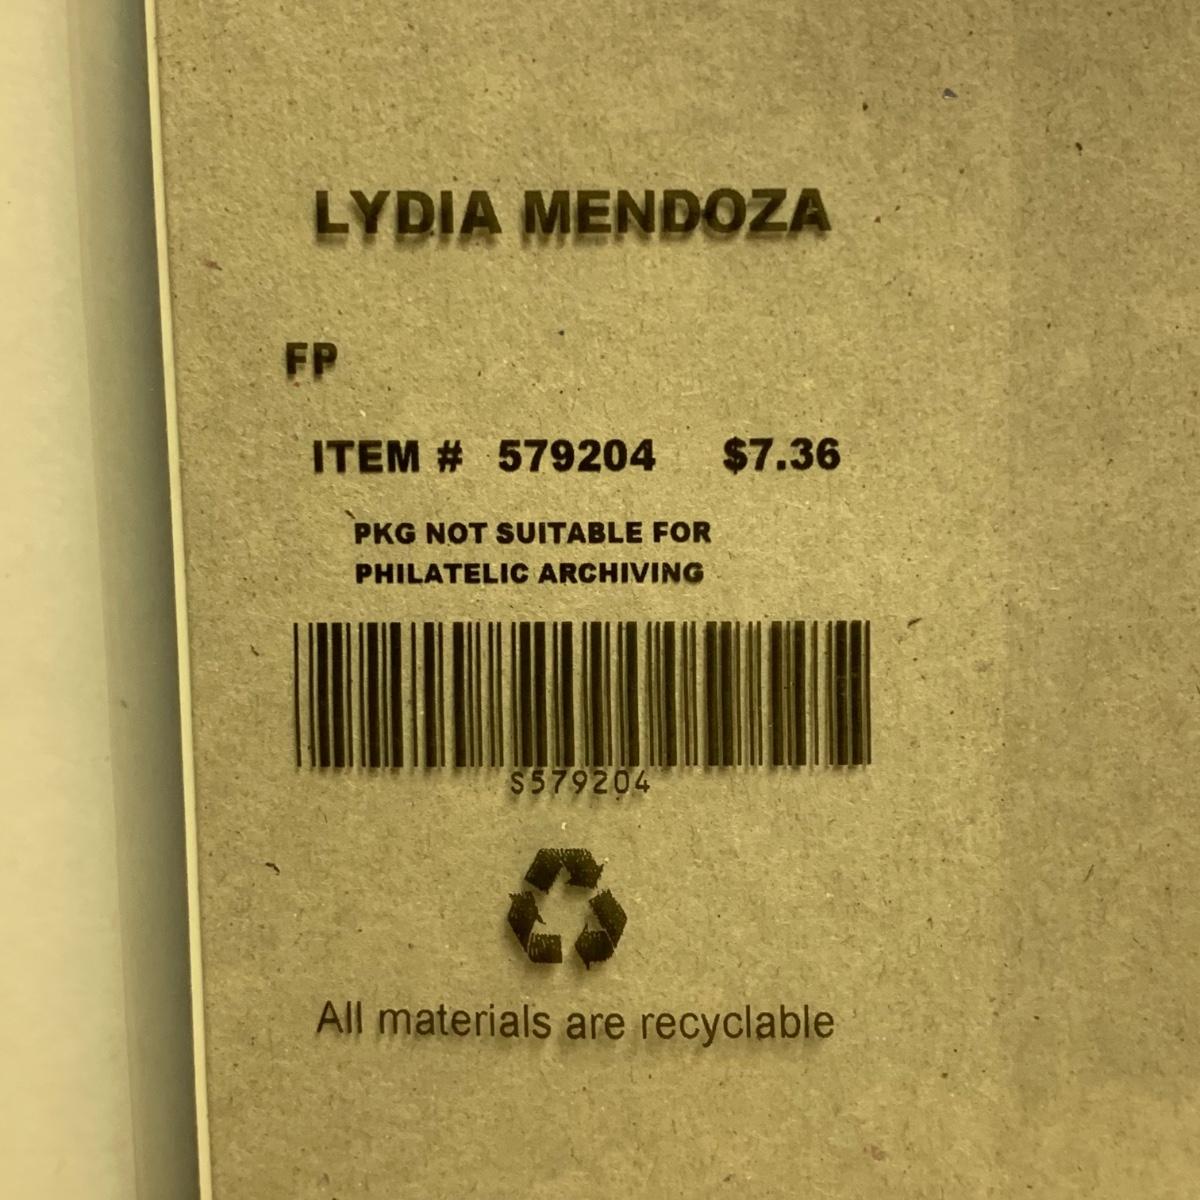 LYDIA MENDOZA
FP
ITEM # 579204 $7.36
PKG NOT SUITABLE FOR
PHILATELIC ARCHIVING
S579204
All materials are recyclable